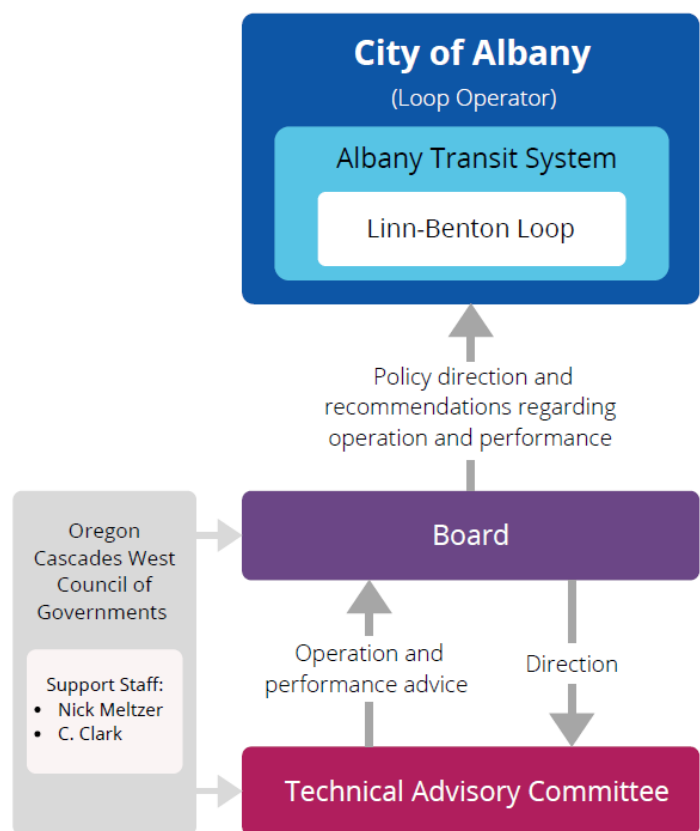 City of Albany
(Loop Operator)
Albany Transit System
Linn-Benton Loop
Policy direction and
recommendations regarding
operation and performance
Oregon
Cascades West
Council of
Governments
Board
Support Staff:
• Nick Meltzer
• C. Clark
Operation and
performance advice
Direction
Technical Advisory Committee